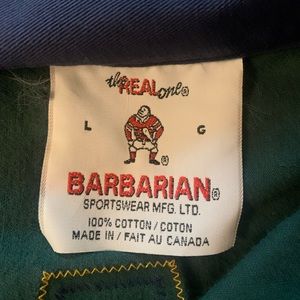 the REAL one®
L G
®
BARBARIAN®
SPORTSWEAR MFG. LTD.
100% COTTON / COTON
MADE IN / FAIT AU CANADA